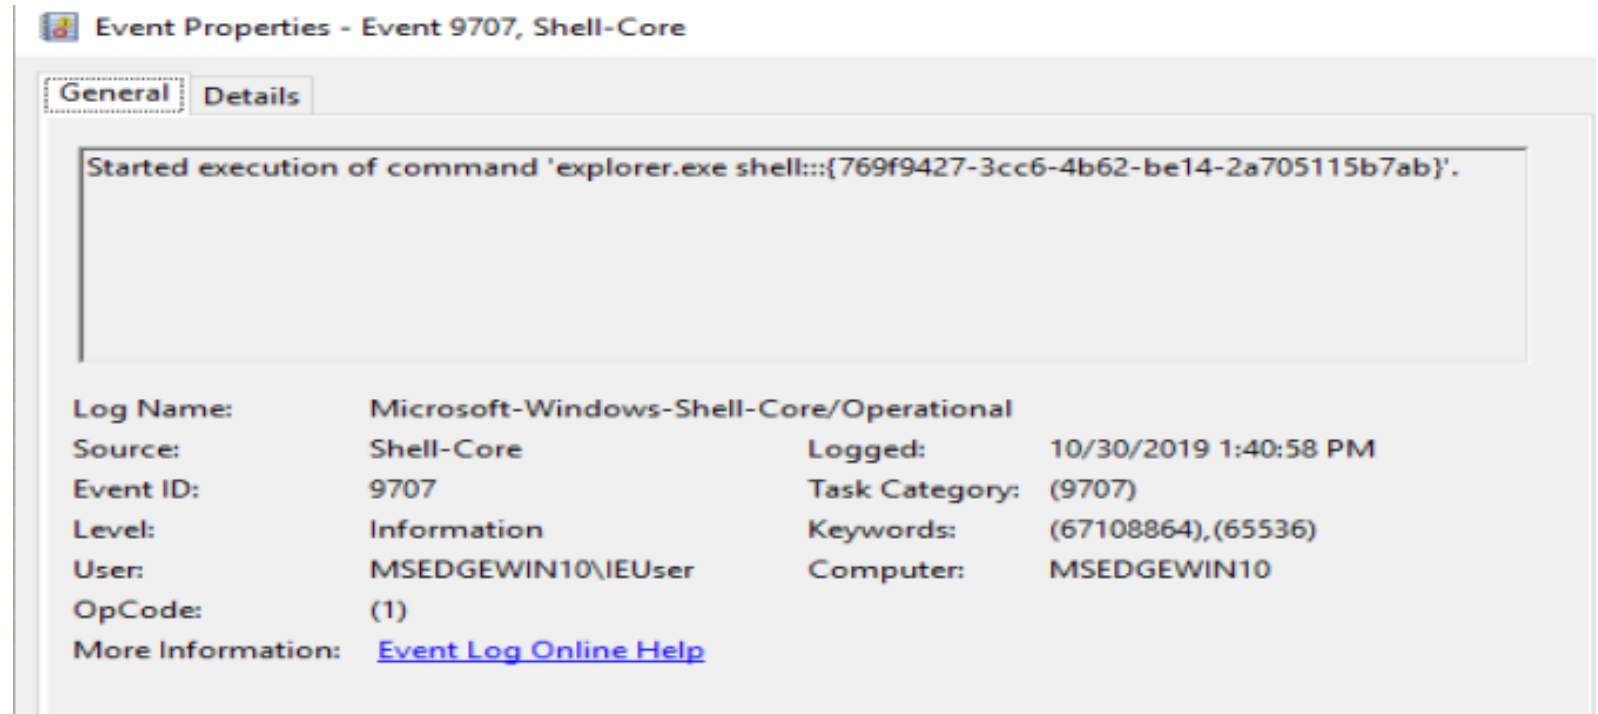 Event Properties - Event 9707, Shell-Core
General Details
Started execution of command 'explorer.exe shell:::{769f9427-3cc6-4b62-be14-2a705115b7ab}'.
Log Name: Microsoft-Windows-Shell-Core/Operational
Source: Shell-Core Logged: 10/30/2019 1:40:58 PM
Event ID: 9707 Task Category: (9707)
Level: Information Keywords: (67108864),(65536)
User: MSEDGEWIN10\IEUser Computer: MSEDGEWIN10
OpCode: (1)
More Information: Event Log Online Help